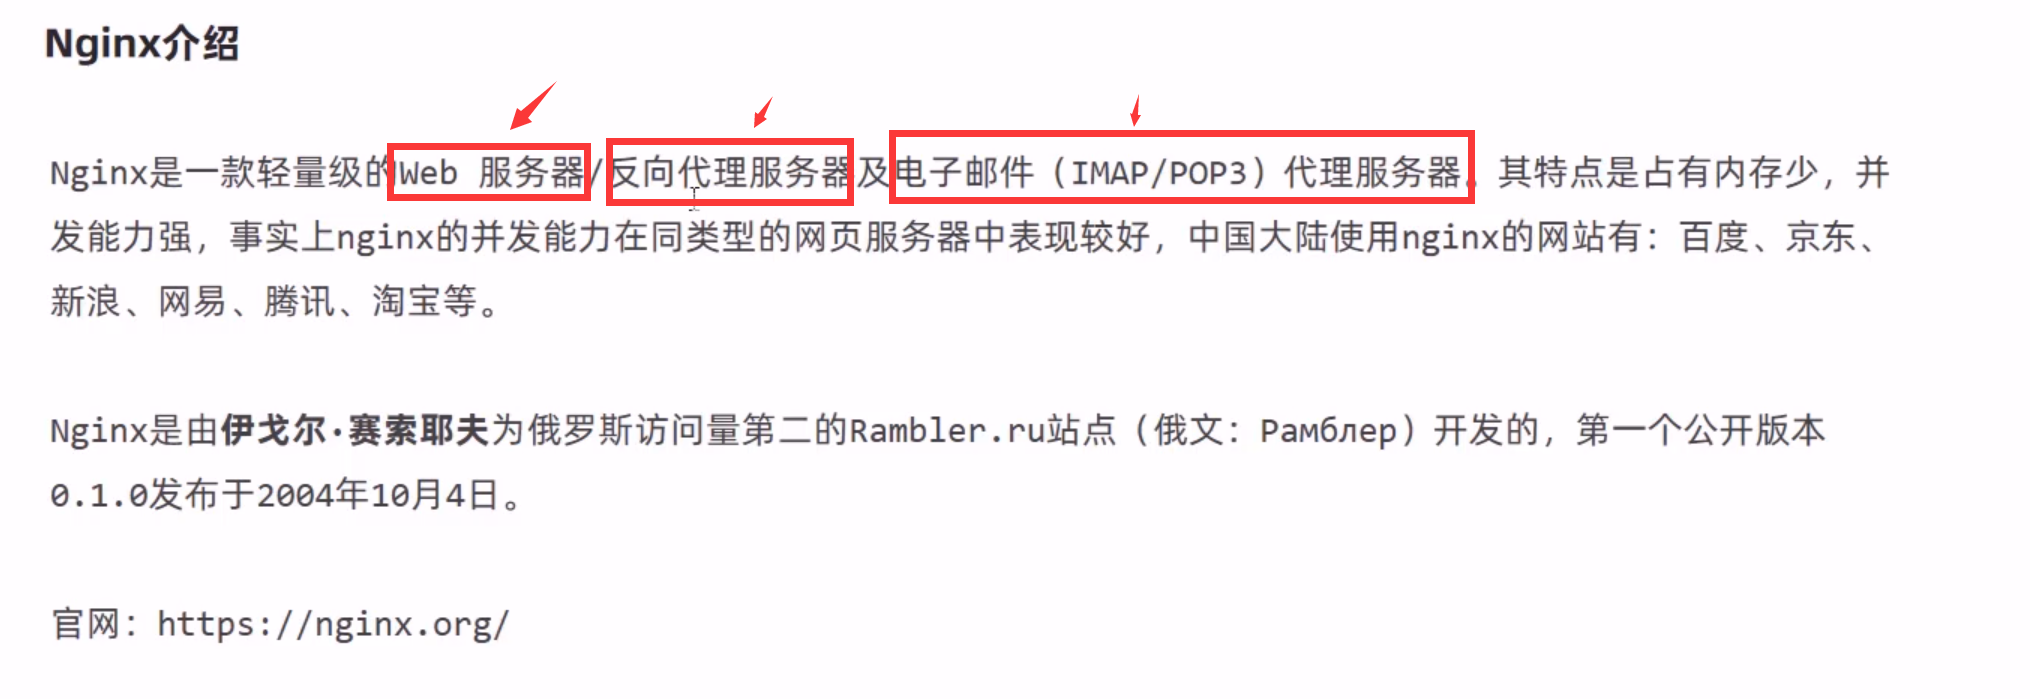 Nginx介绍
Nginx是一款轻量级的Web 服务器/反向代理服务器及电子邮件（IMAP/POP3）代理服务器。其特点是占有内存少，并
发能力强，事实上nginx的并发能力在同类型的网页服务器中表现较好，中国大陆使用nginx的网站有：百度、京东、
新浪、网易、腾讯、淘宝等。
Nginx是由伊戈尔·赛索耶夫为俄罗斯访问量第二的Rambler.ru站点（俄文：Рамблер）开发的，第一个公开版本
0.1.0发布于2004年10月4日。
官网：https://nginx.org/